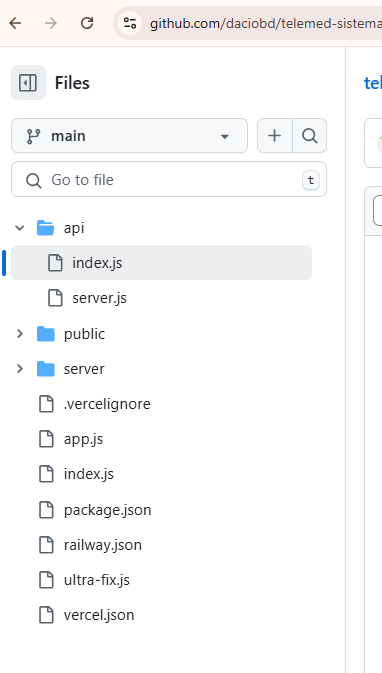 github.com/daciobd/telemed-sistema
Files
tel
main
Go to file
t
api
index.js
server.js
public
server
.vercelignore
app.js
index.js
package.json
railway.json
ultra-fix.js
vercel.json